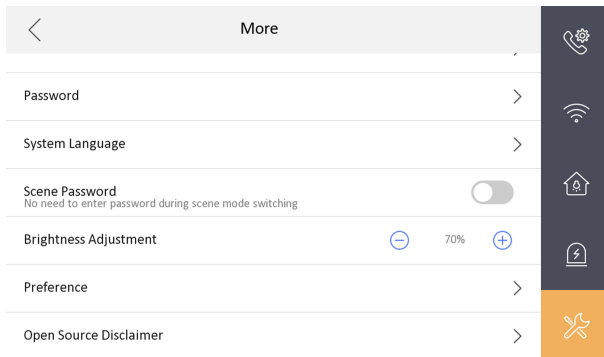 More
Password
System Language
Scene Password
No need to enter password during scene mode switching
Brightness Adjustment
70%
Preference
Open Source Disclaimer